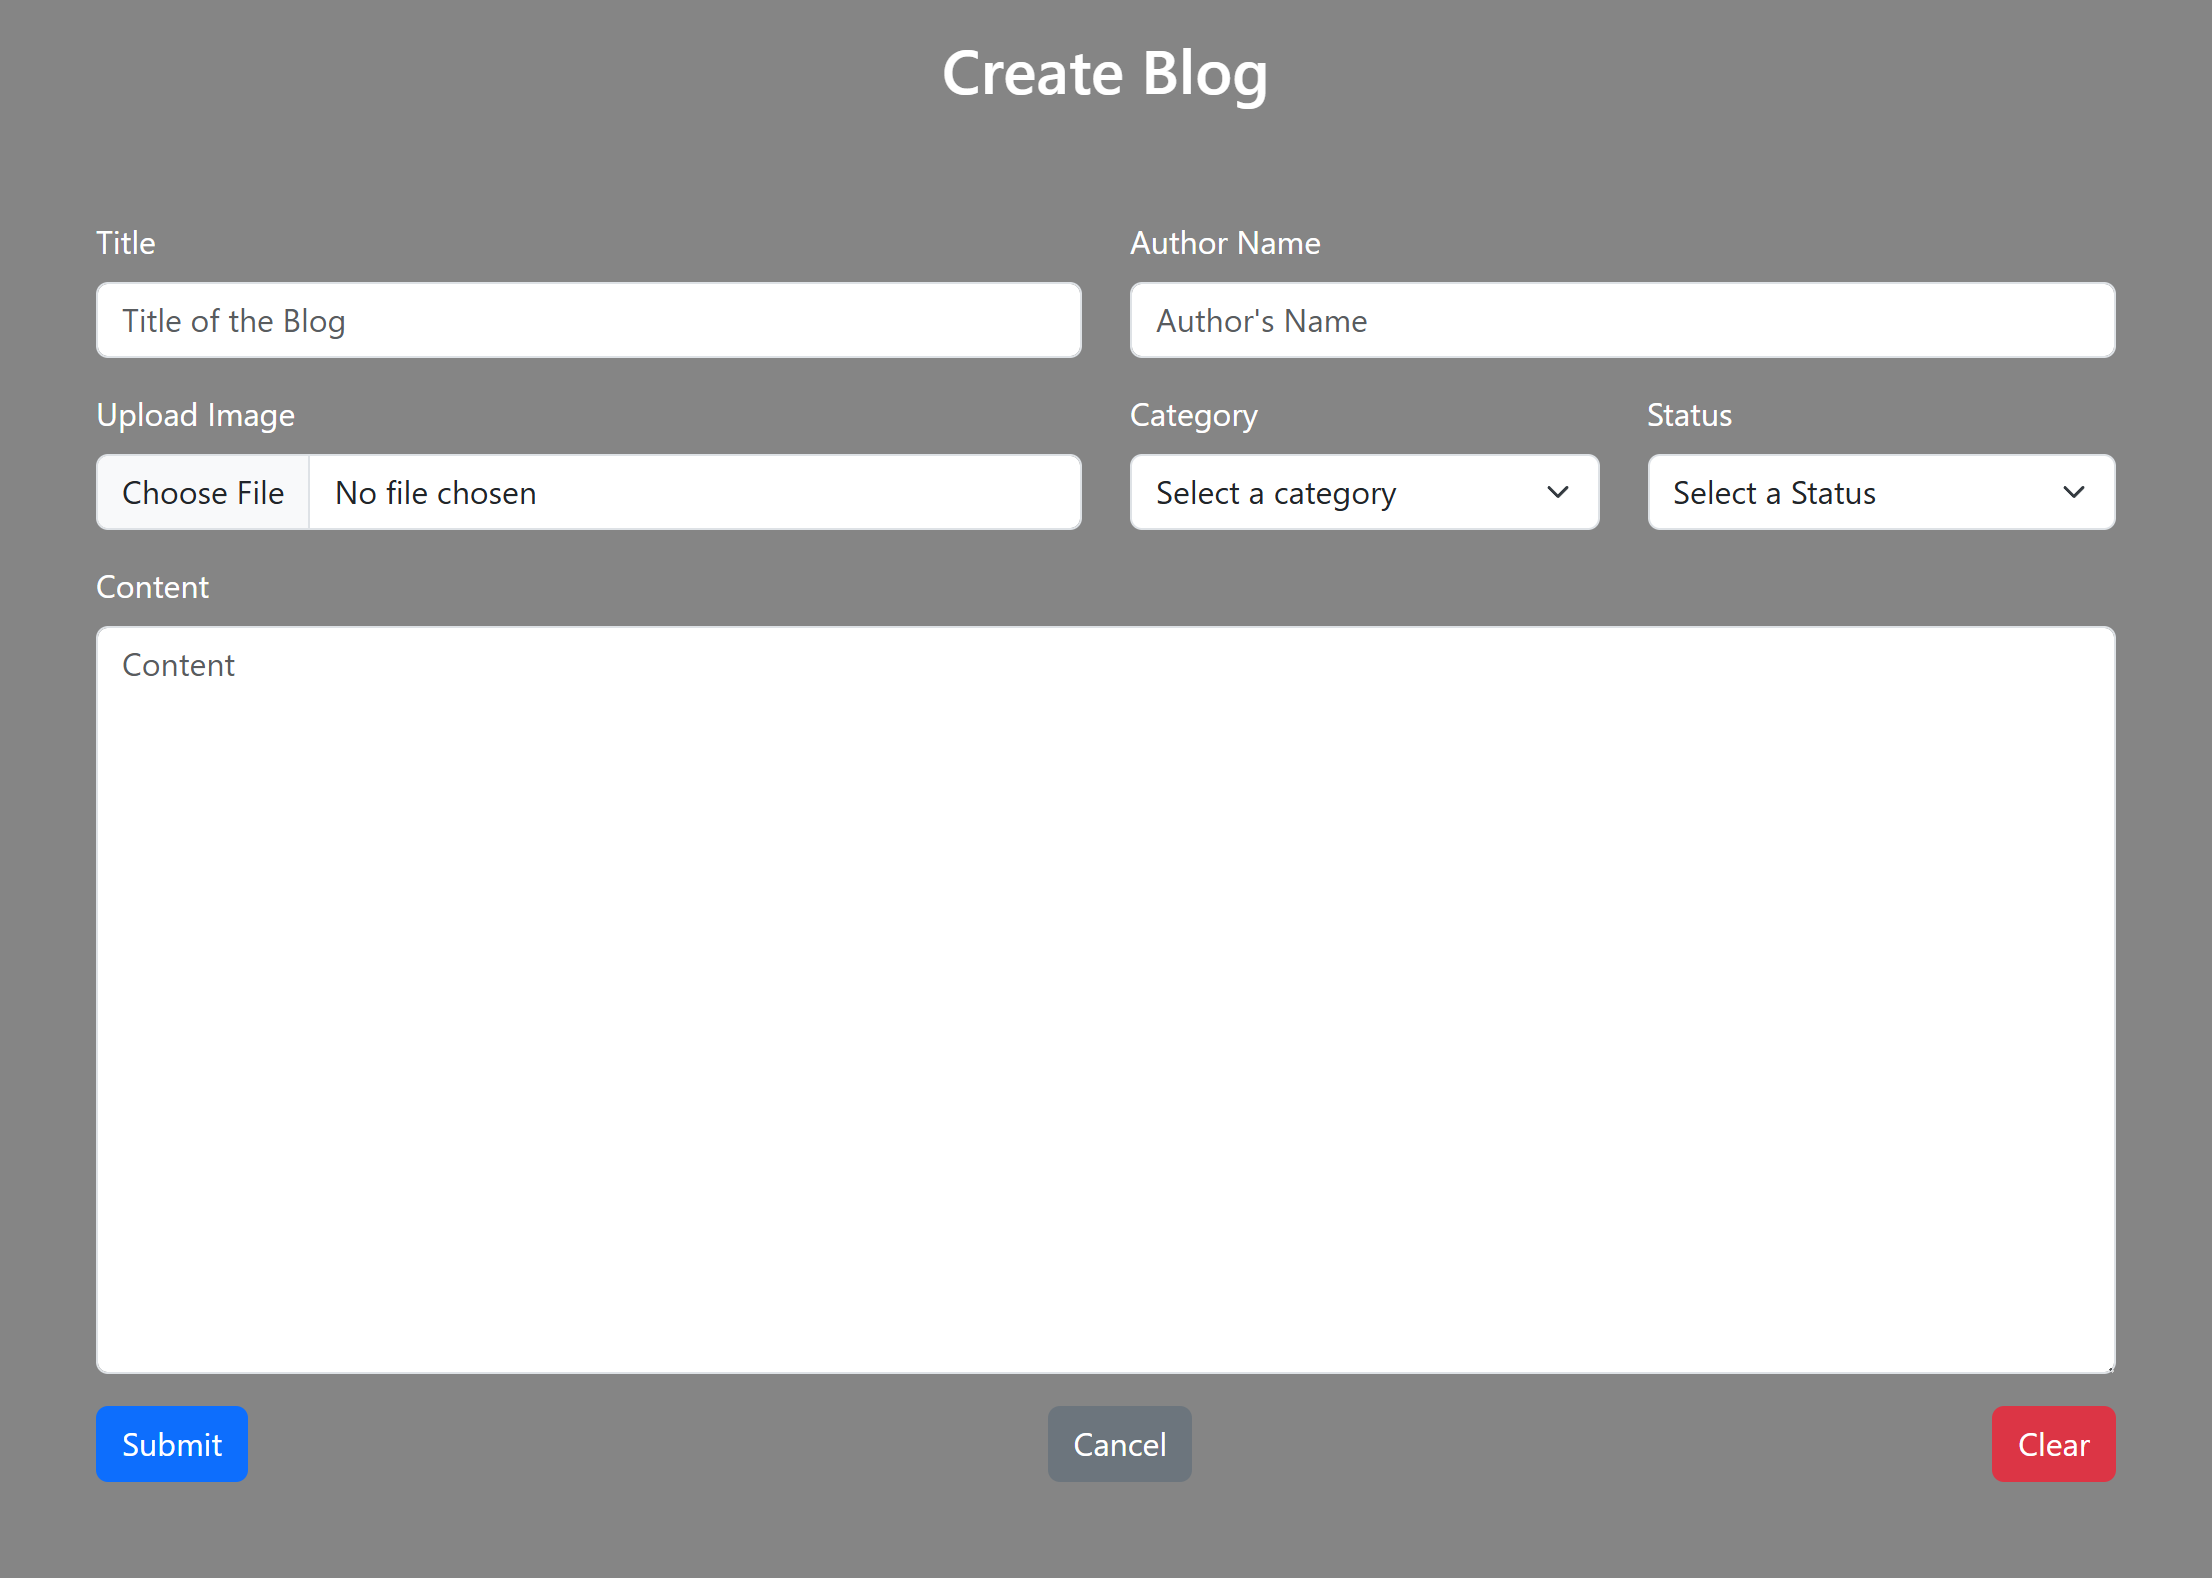 Create Blog
Title
Author Name
Title of the Blog
Author's Name
Upload Image
Category
Status
Choose File
No file chosen
Select a category
Select a Status
Content
Content
Submit
Cancel
Clear